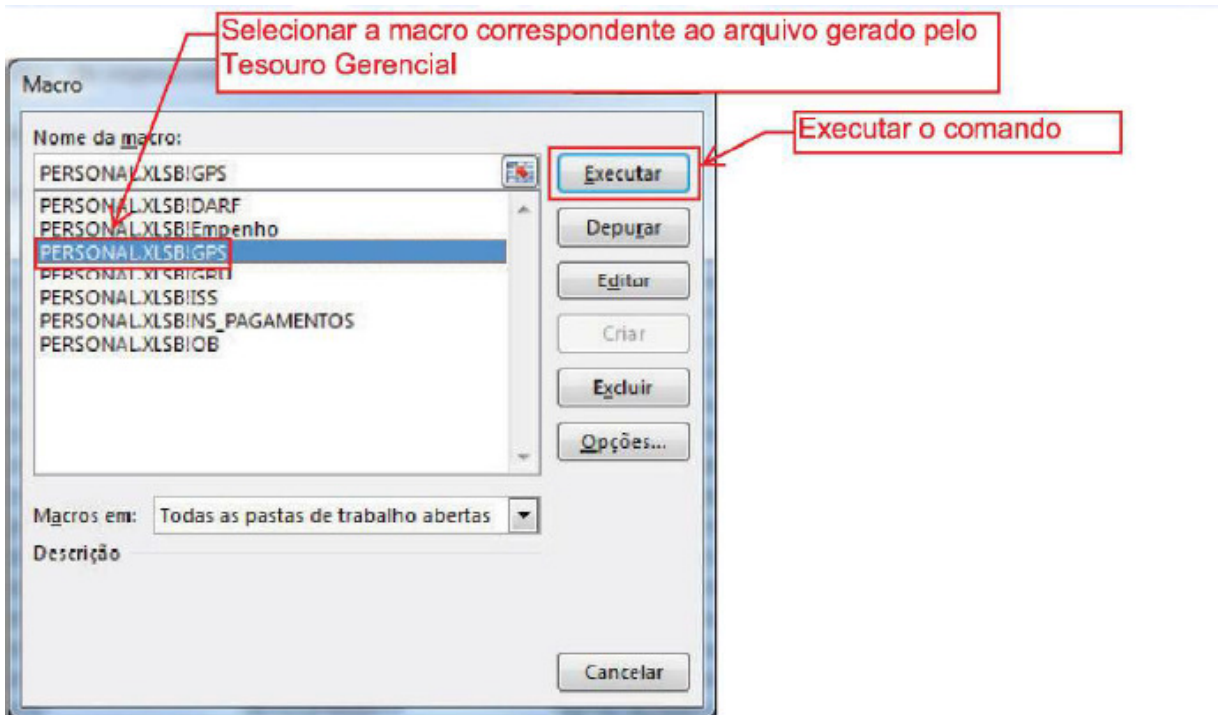 Selecionar a macro correspondente ao arquivo gerado pelo
Tesouro Gerencial
Macro
Executar o comando
Nome da macro:
PERSONAL.XLSB!GPS
Executar
PERSONAL.XLSB!DARF
PERSONAL.XLSB!Empenho
PERSONAL.XLSB!GPS
PERSONAL.XLSB!GRU
PERSONAL.XLSB!ISS
PERSONAL.XLSB!NS_PAGAMENTOS
PERSONAL.XLSB!OB
Depurar
Editar
Criar
Excluir
Opções...
Macros em: Todas as pastas de trabalho abertas
Descrição
Cancelar